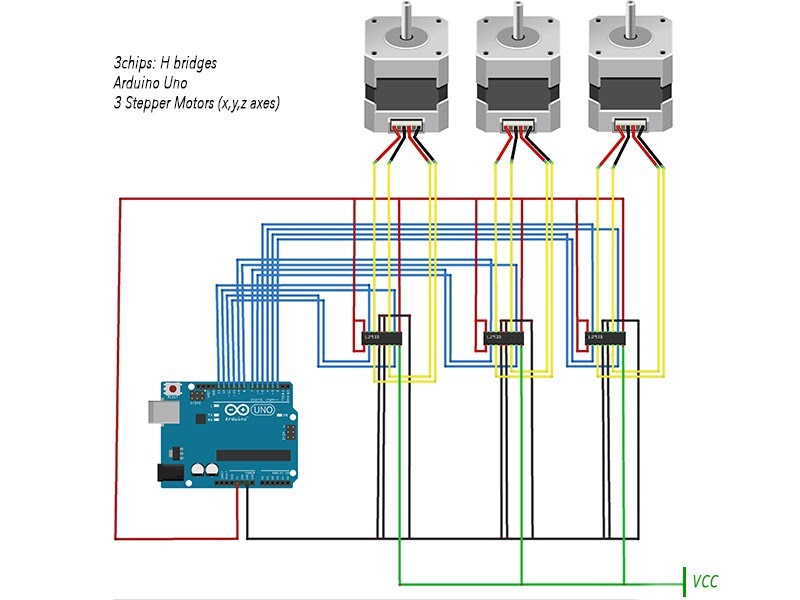 3chips: H bridges
Arduino Uno
3 Stepper Motors (x,y,z axes)
L293D
L293D
L293D
UNO
Arduino
VCC